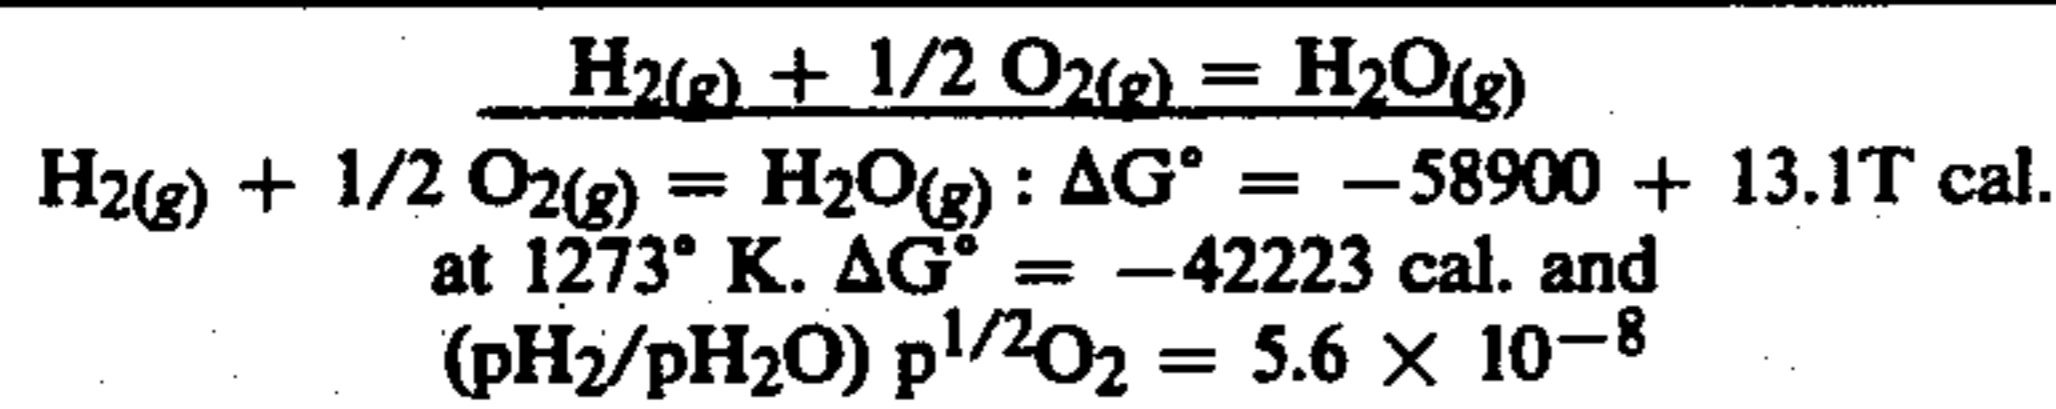 H2(g) + 1/2 O2(g) = H2O(g)
H2(g) + 1/2 O2(g) = H2O(g) : ΔG° = −58900 + 13.1T cal.
at 1273° K. ΔG° = −42223 cal. and
(pH2/pH2O) p^1/2O2 = 5.6 × 10^−8